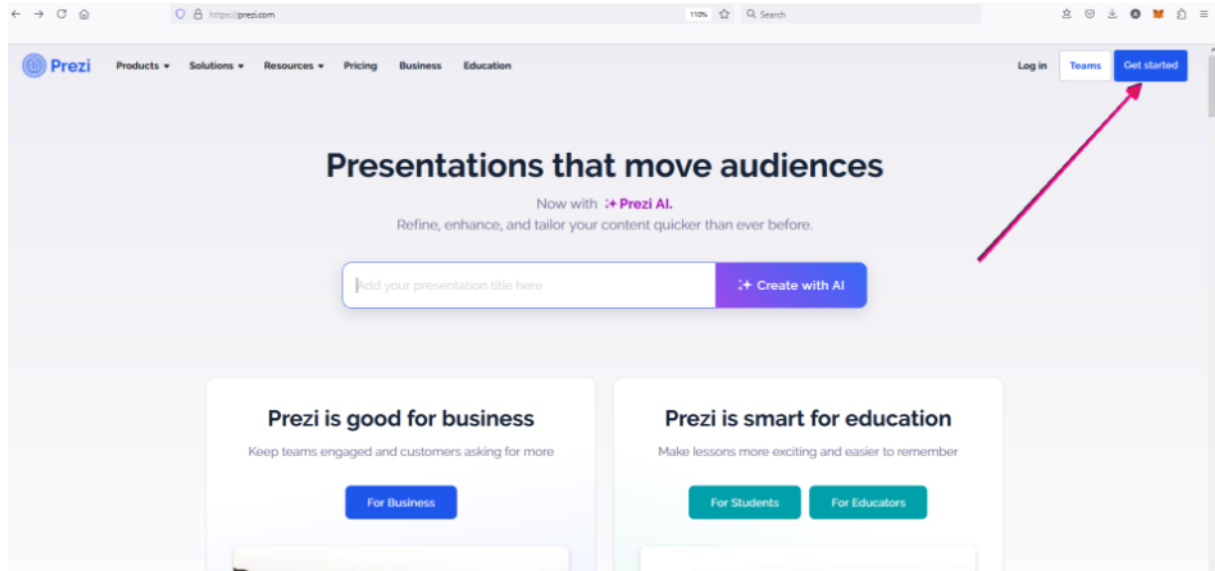 https://prezi.com
110%
Search
Prezi
Products
Solutions
Resources
Pricing
Business
Education
Log in
Teams
Get started
Presentations that move audiences
Now with Prezi AI.
Refine, enhance, and tailor your content quicker than ever before.
Add your presentation title here
Create with AI
Prezi is good for business
Keep teams engaged and customers asking for more
For Business
Prezi is smart for education
Make lessons more exciting and easier to remember
For Students
For Educators